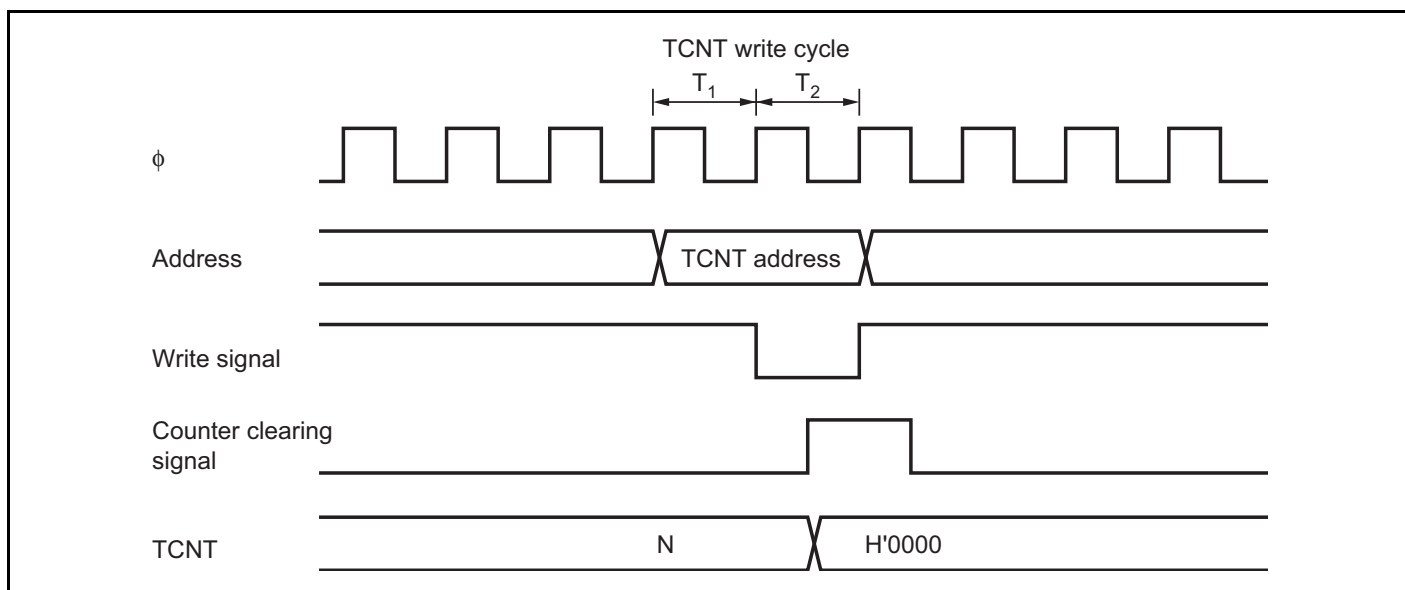 TCNT write cycle
T1 T2
ϕ
Address
TCNT address
Write signal
Counter clearing
signal
TCNT
N
H'0000